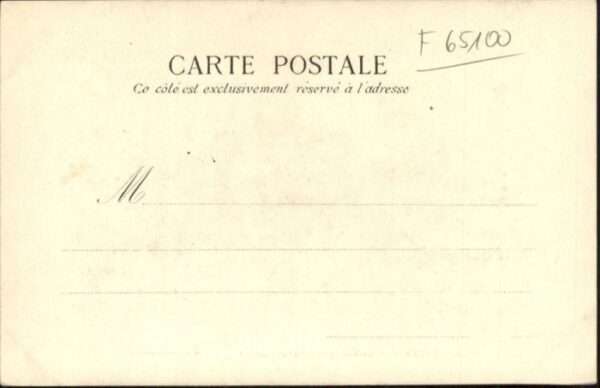 F 65100
CARTE POSTALE
Ce côté est exclusivement réservé à l'adresse
M